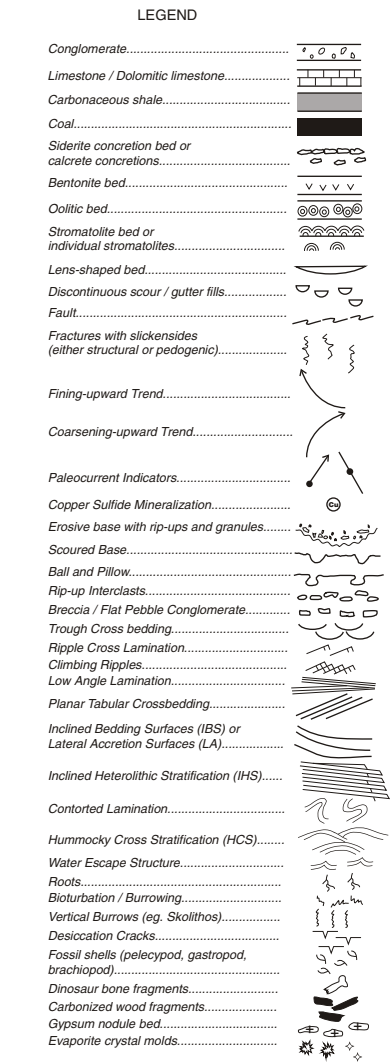 LEGEND
Conglomerate
Limestone / Dolomitic limestone
Carbonaceous shale
Coal
Siderite concretion bed or
calcrete concretions
Bentonite bed
Oolitic bed
Stromatolite bed or
individual stromatolites
Lens-shaped bed
Discontinuous scour / gutter fills
Fault
Fractures with slickensides
(either structural or pedogenic)
Fining-upward Trend
Coarsening-upward Trend
Paleocurrent Indicators
Copper Sulfide Mineralization
Cu
Erosive base with rip-ups and granules
Scoured Base
Ball and Pillow
Rip-up Interclasts
Breccia / Flat Pebble Conglomerate
Trough Cross bedding
Ripple Cross Lamination
Climbing Ripples
Low Angle Lamination
Planar Tabular Crossbedding
Inclined Bedding Surfaces (IBS) or
Lateral Accretion Surfaces (LA)
Inclined Heterolithic Stratification (IHS)
Contorted Lamination
Hummocky Cross Stratification (HCS)
Water Escape Structure
Roots
Bioturbation / Burrowing
Vertical Burrows (eg. Skolithos)
Desiccation Cracks
Fossil shells (pelecypod, gastropod,
brachiopod)
Dinosaur bone fragments
Carbonized wood fragments
Gypsum nodule bed
Evaporite crystal molds